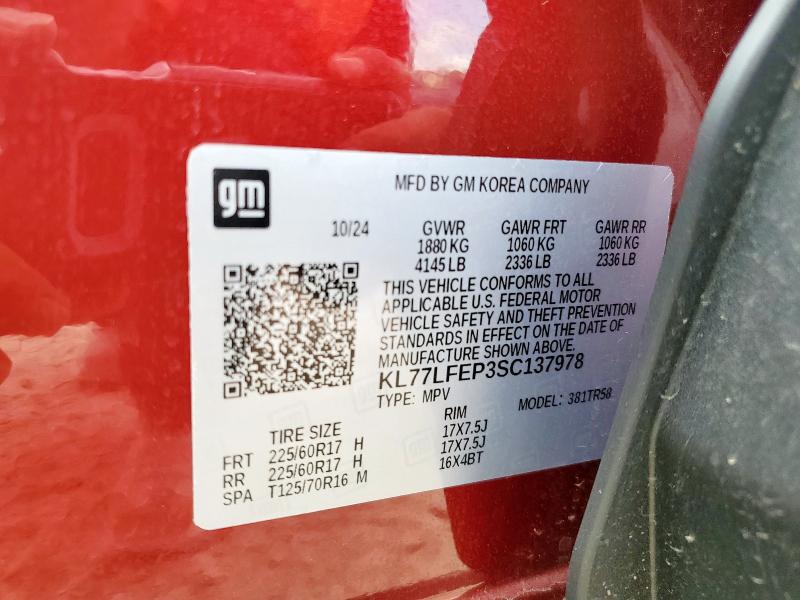 gm
MFD BY GM KOREA COMPANY
10/24 GVWR GAWR FRT GAWR RR
1880 KG 1060 KG 1060 KG
4145 LB 2336 LB 2336 LB
THIS VEHICLE CONFORMS TO ALL
APPLICABLE U.S. FEDERAL MOTOR
VEHICLE SAFETY AND THEFT PREVENTION
STANDARDS IN EFFECT ON THE DATE OF
MANUFACTURE SHOWN ABOVE.
KL77LFEP3SC137978
TYPE: MPV MODEL: 381TR58
TIRE SIZE RIM
FRT 225/60R17 H 17X7.5J
RR 225/60R17 H 17X7.5J
SPA T125/70R16 M 16X4BT